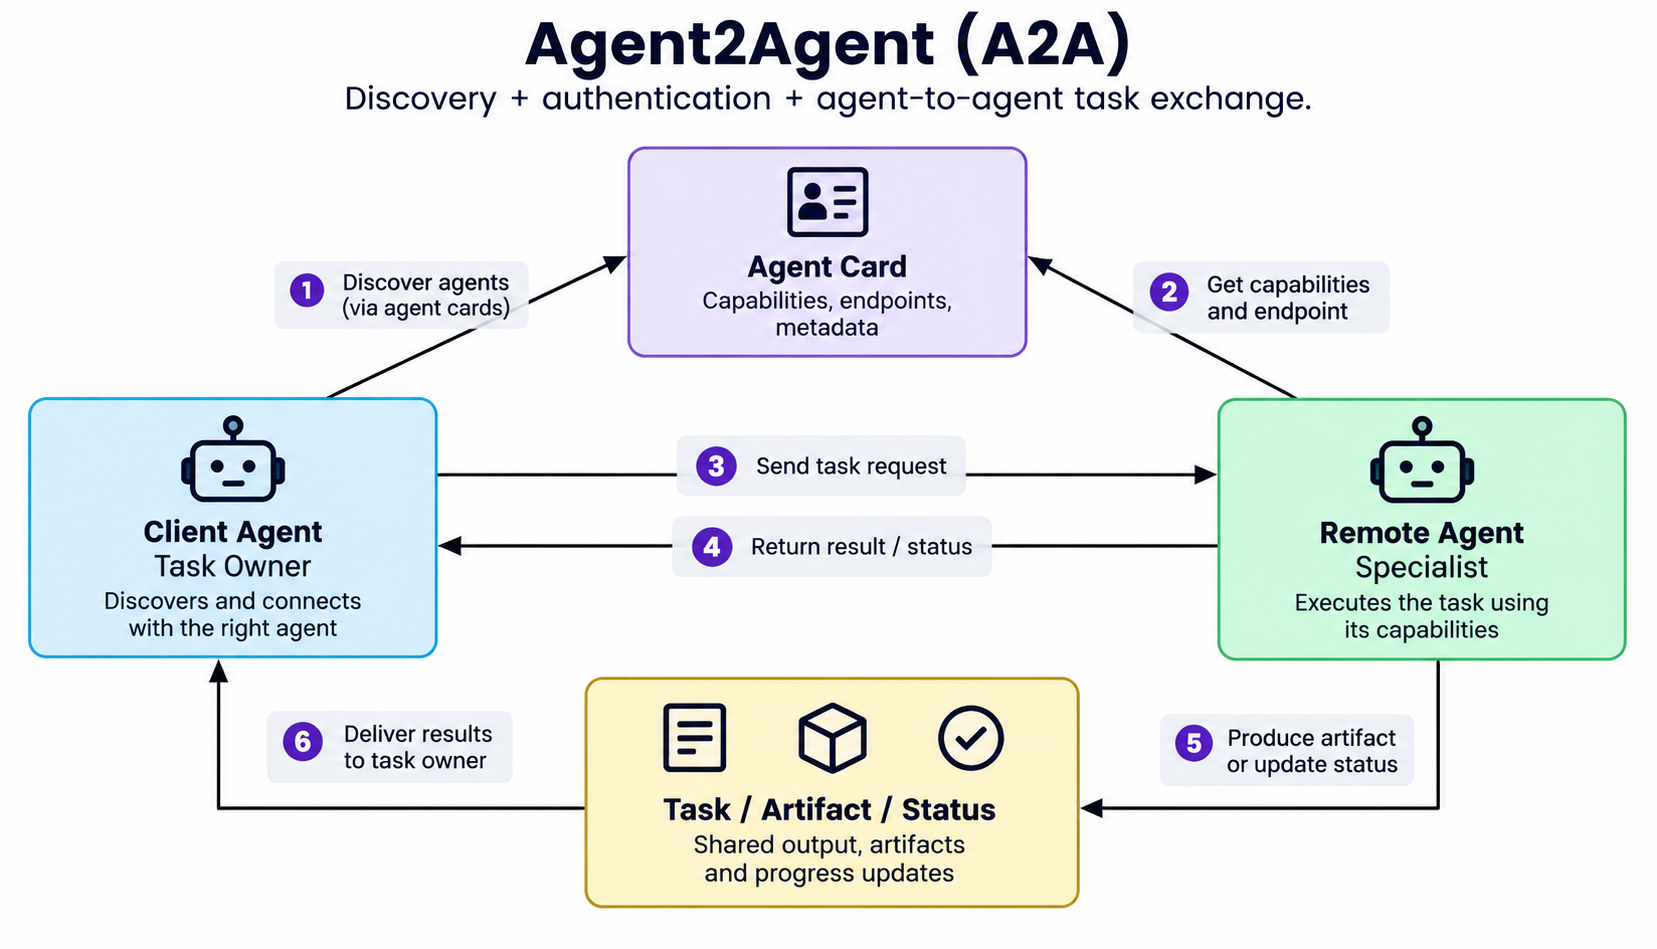 Agent2Agent (A2A)
Discovery + authentication + agent-to-agent task exchange.
Agent Card
Capabilities, endpoints,
metadata
1
Discover agents
(via agent cards)
2
Get capabilities
and endpoint
Client Agent
Task Owner
Discovers and connects
with the right agent
3
Send task request
4
Return result / status
Remote Agent
Specialist
Executes the task using
its capabilities
6
Deliver results
to task owner
Task / Artifact / Status
Shared output, artifacts
and progress updates
5
Produce artifact
or update status